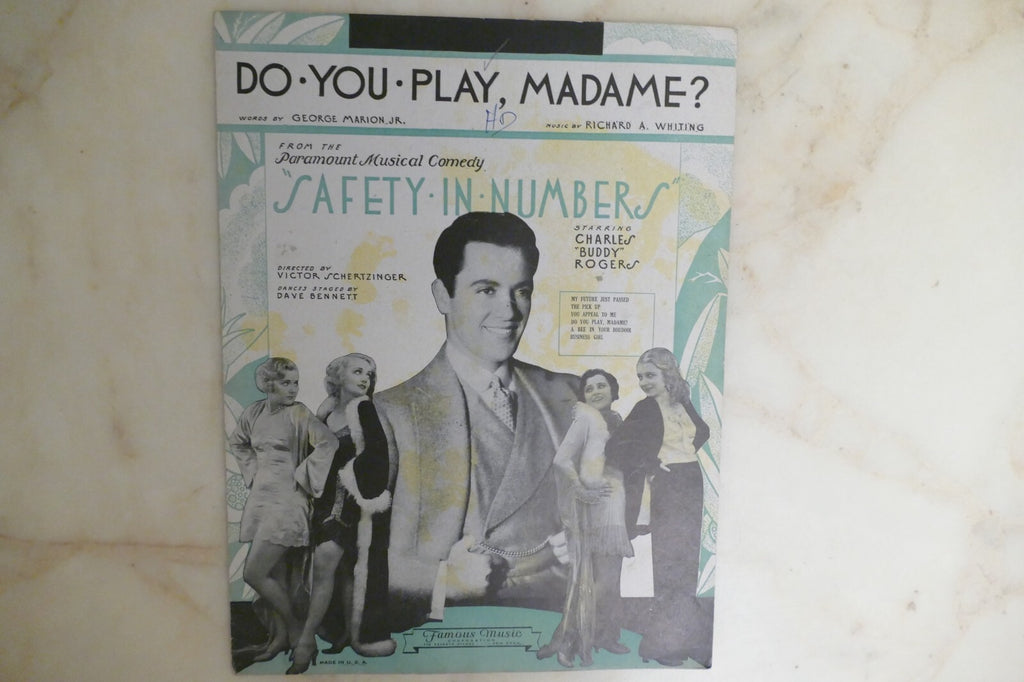 DO·YOU·PLAY, MADAME?
WORDS BY GEORGE MARION, JR.
MUSIC BY RICHARD A. WHITING
FROM THE
Paramount Musical Comedy
"SAFETY·IN·NUMBERS"
STARRING
CHARLES
"BUDDY"
ROGERS
DIRECTED BY
VICTOR SCHERTZINGER
DANCES STAGED BY
DAVE BENNETT
MY FUTURE JUST PASSED
THE PICK UP
YOU APPEAL TO ME
DO YOU PLAY, MADAME?
A BEE IN YOUR BOUDOIR
BUSINESS GIRL
Famous Music
CORPORATION
MADE IN U.S.A.